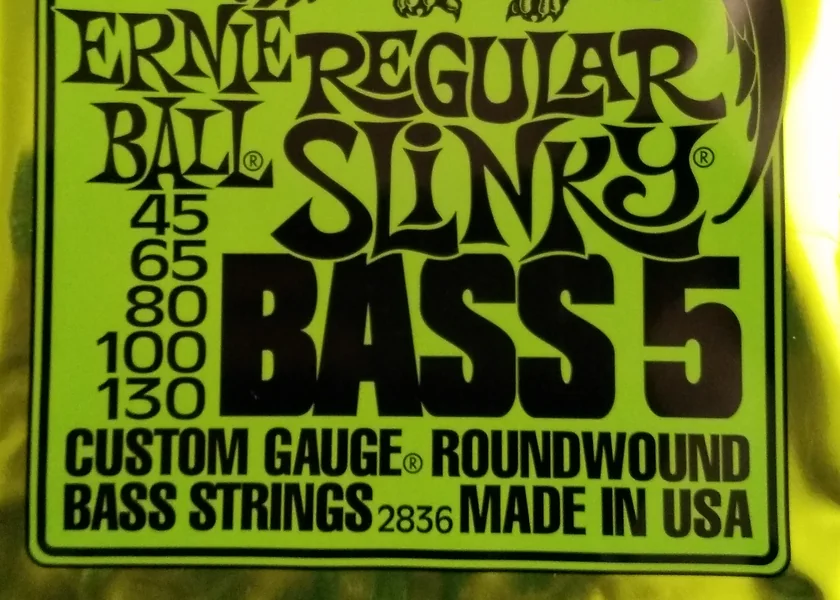 ERNIE
BALL®
REGULAR
SLINKY®
45
65
80
100
130
BASS 5
CUSTOM GAUGE® ROUNDWOUND
BASS STRINGS 2836 MADE IN USA